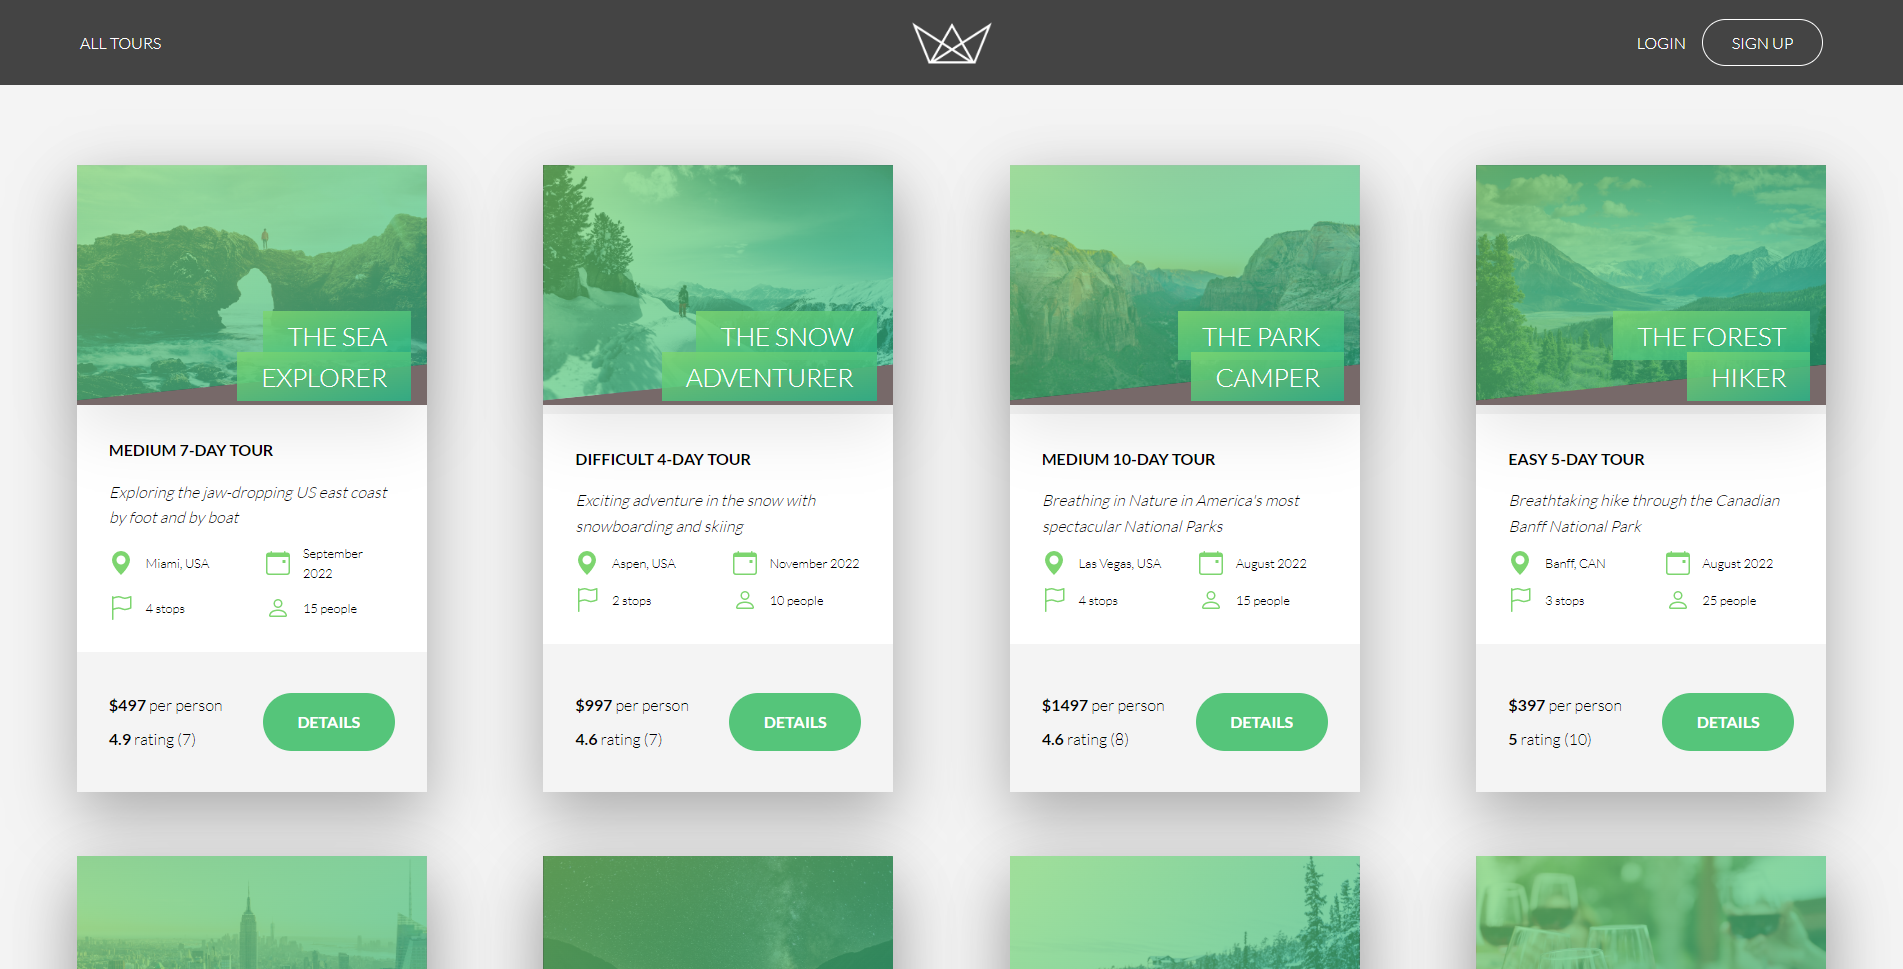 ALL TOURS
LOGIN
SIGN UP
THE SEA
EXPLORER
MEDIUM 7-DAY TOUR
Exploring the jaw-dropping US east coast
by foot and by boat
Miami, USA
September
2022
4 stops
15 people
$497 per person
4.9 rating (7)
DETAILS
THE SNOW
ADVENTURER
DIFFICULT 4-DAY TOUR
Exciting adventure in the snow with
snowboarding and skiing
Aspen, USA
November 2022
2 stops
10 people
$997 per person
4.6 rating (7)
DETAILS
THE PARK
CAMPER
MEDIUM 10-DAY TOUR
Breathing in Nature in America's most
spectacular National Parks
Las Vegas, USA
August 2022
4 stops
15 people
$1497 per person
4.6 rating (8)
DETAILS
THE FOREST
HIKER
EASY 5-DAY TOUR
Breathtaking hike through the Canadian
Banff National Park
Banff, CAN
August 2022
3 stops
25 people
$397 per person
5 rating (10)
DETAILS